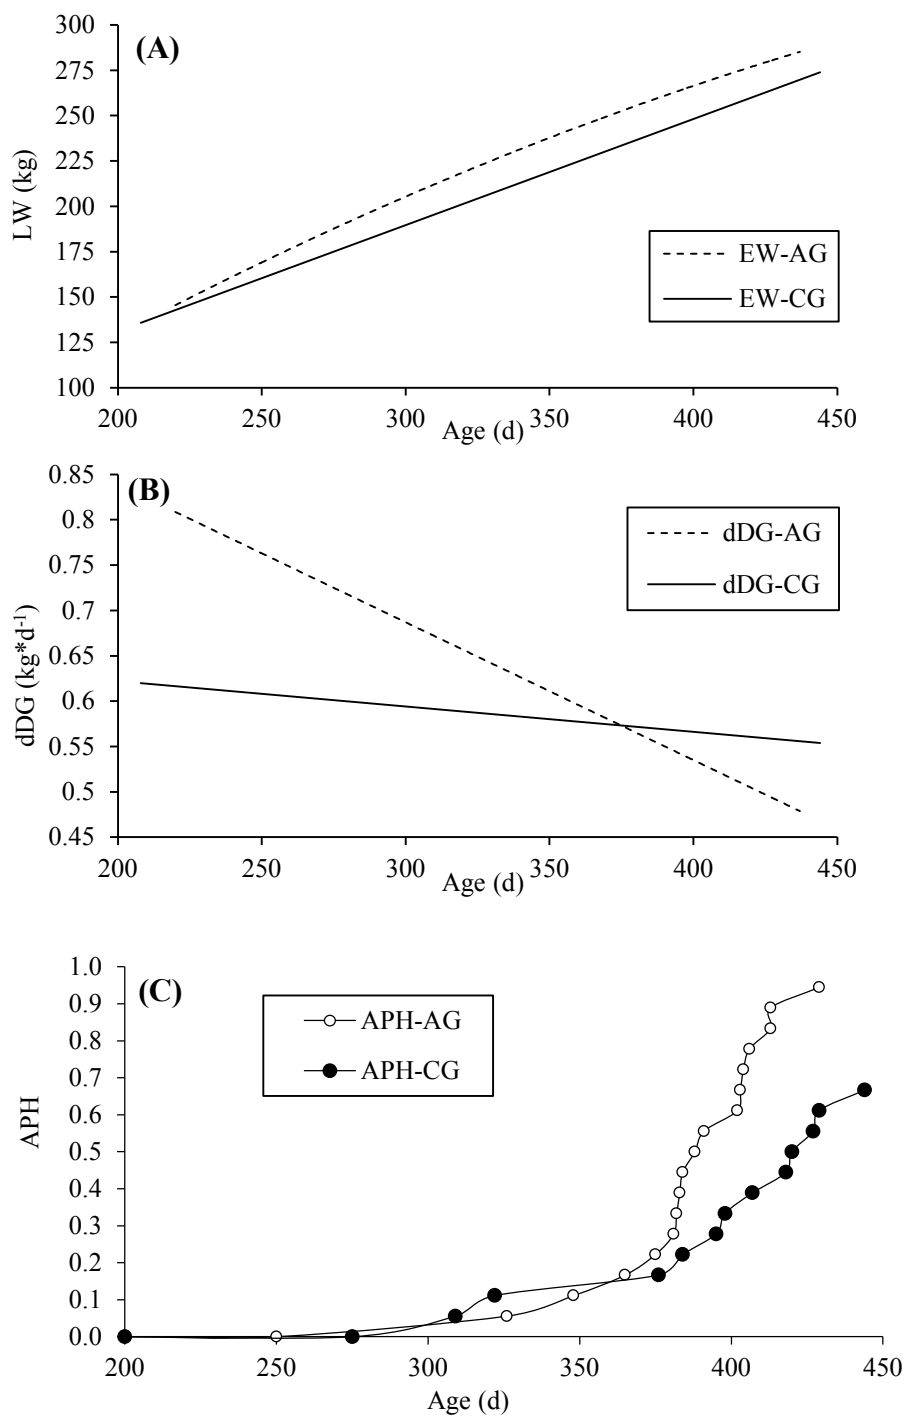 (A)
300
275
250
225
200
175
150
125
100
LW (kg)
EW-AG
EW-CG
200 250 300 350 400 450
Age (d)
(B)
0.85
0.8
0.75
0.7
0.65
0.6
0.55
0.5
0.45
dDG (kg*d-1)
dDG-AG
dDG-CG
200 250 300 350 400 450
Age (d)
(C)
1.0
0.9
0.8
0.7
0.6
0.5
0.4
0.3
0.2
0.1
0.0
APH
APH-AG
APH-CG
200 250 300 350 400 450
Age (d)